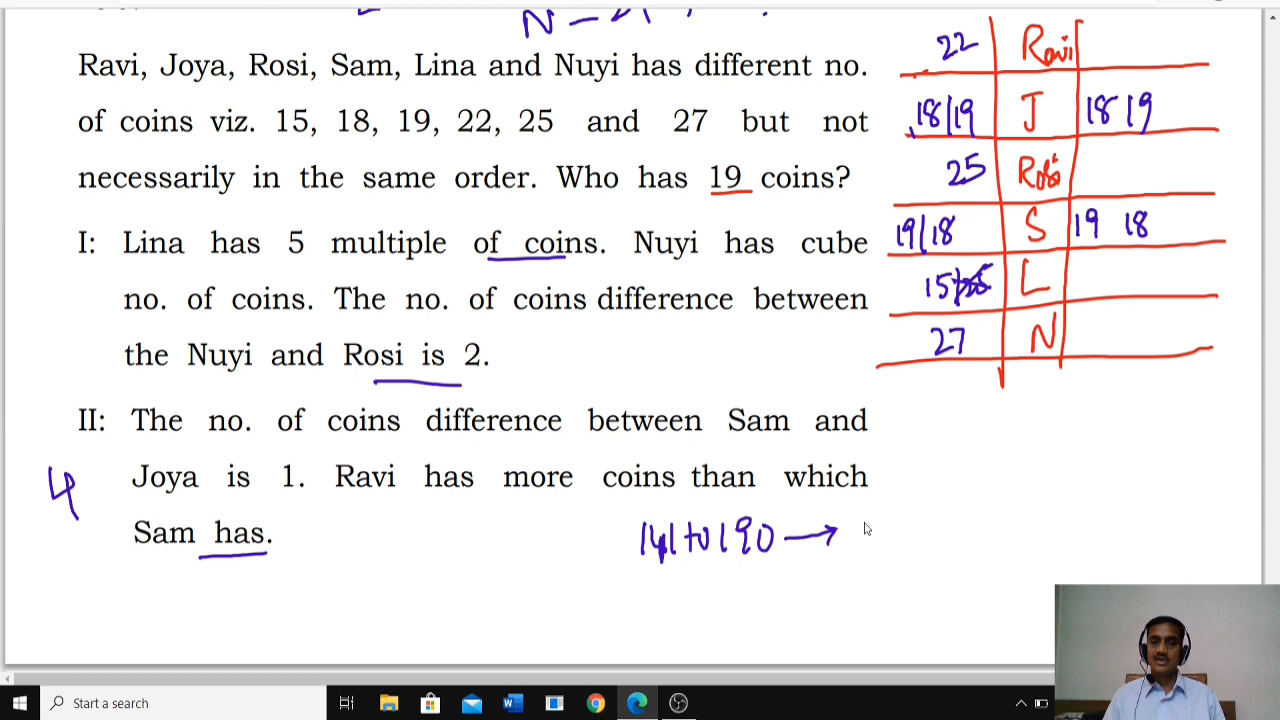 N - 27
Ravi, Joya, Rosi, Sam, Lina and Nuyi has different no.
of coins viz. 15, 18, 19, 22, 25 and 27 but not
necessarily in the same order. Who has 19 coins?
I: Lina has 5 multiple of coins. Nuyi has cube
no. of coins. The no. of coins difference between
the Nuyi and Rosi is 2.
II: The no. of coins difference between Sam and
Joya is 1. Ravi has more coins than which
Sam has.
4
141 to 190 →
22 Ravi
18/19 J 18 19
25 Rosi
19/18 S 19 18
15/25 L
27 N
Start a search